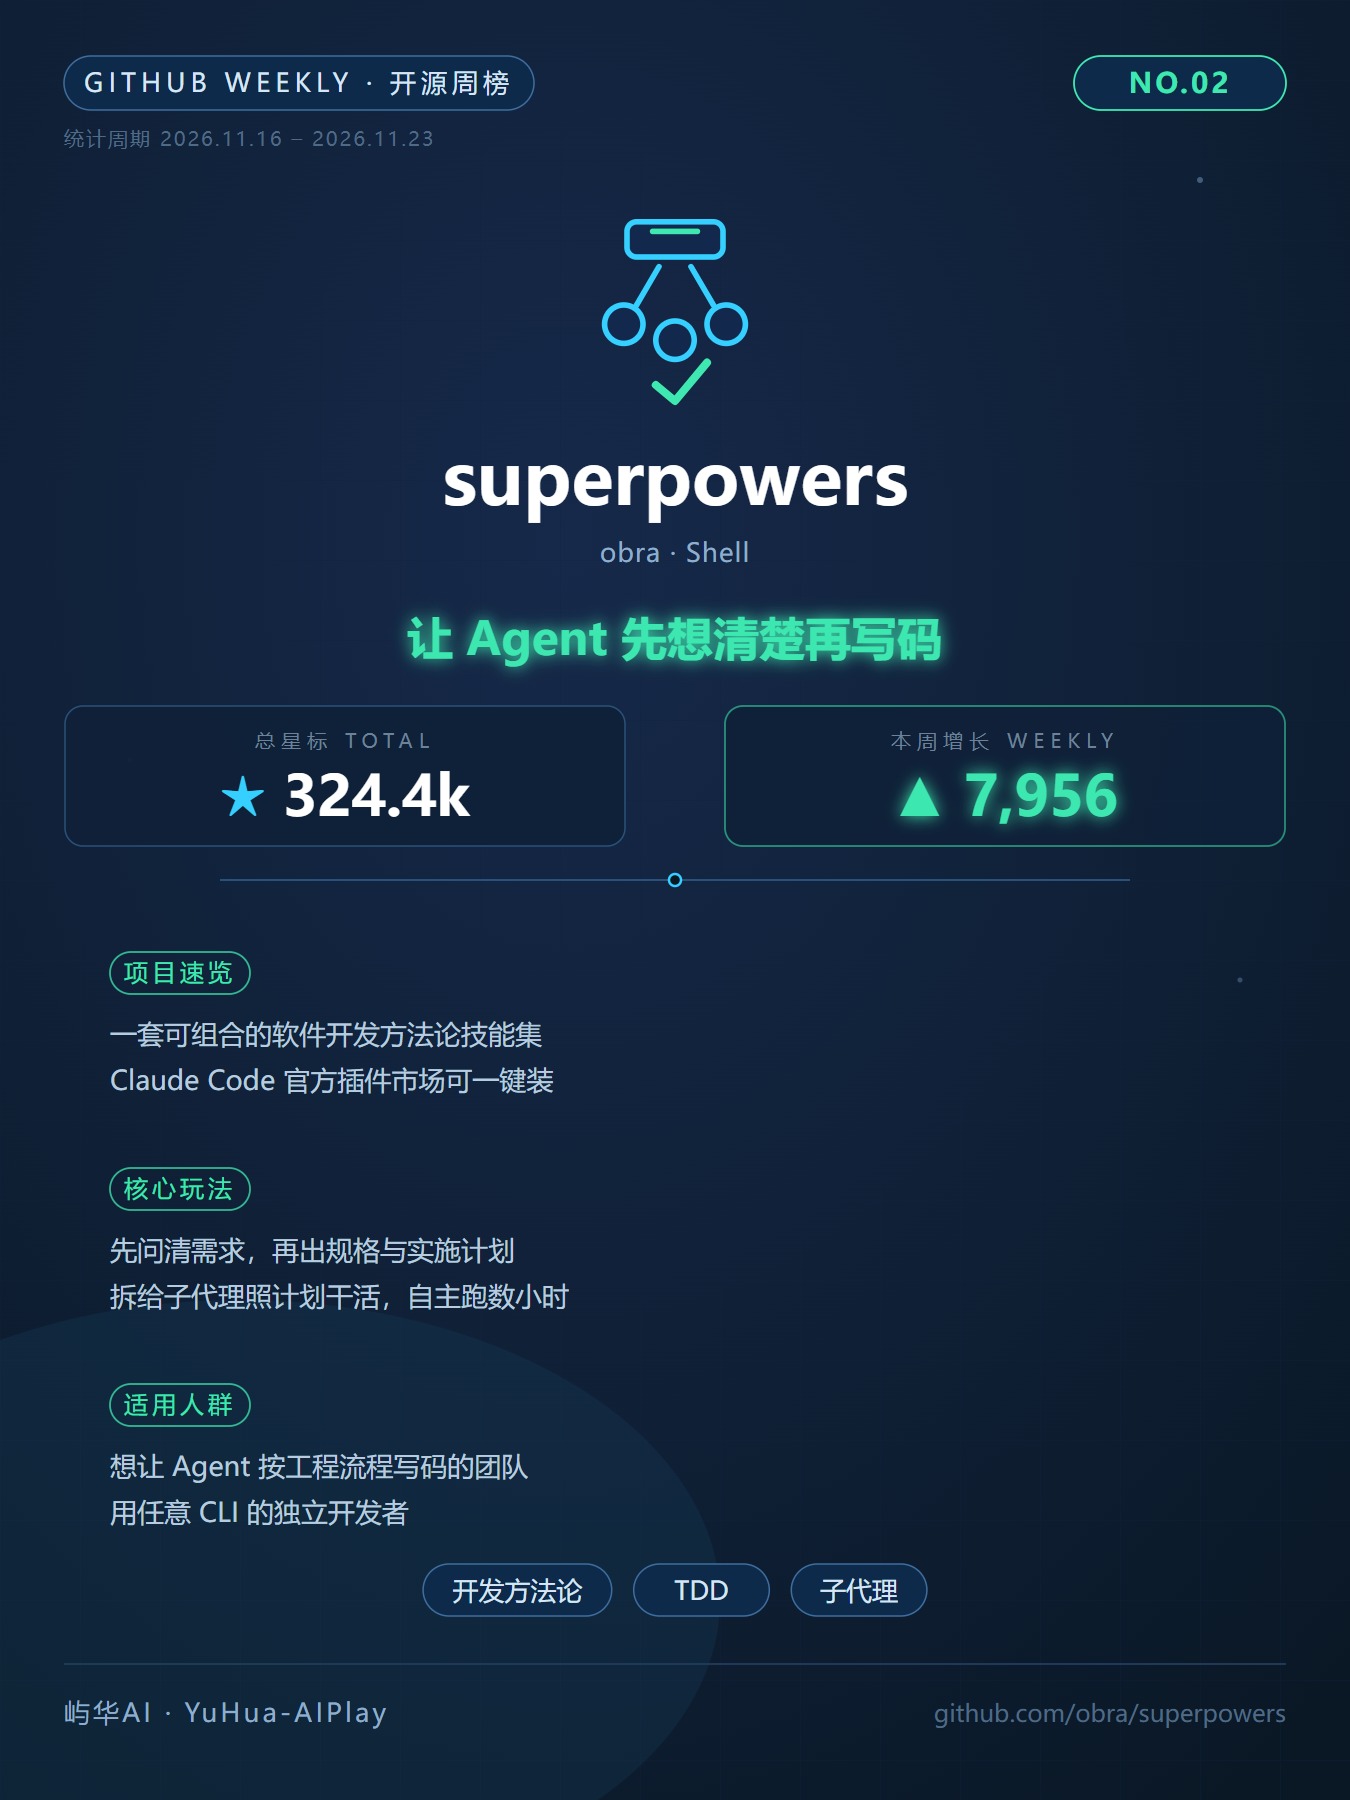 GITHUB WEEKLY · 开源周榜
NO.02
统计周期 2026.11.16 – 2026.11.23
superpowers
obra · Shell
让 Agent 先想清楚再写码
总星标 TOTAL
★ 324.4k
本周增长 WEEKLY
▲ 7,956
项目速览
一套可组合的软件开发方法论技能集
Claude Code 官方插件市场可一键装
核心玩法
先问清需求，再出规格与实施计划
拆给子代理照计划干活，自主跑数小时
适用人群
想让 Agent 按工程流程写码的团队
用任意 CLI 的独立开发者
开发方法论
TDD
子代理
屿华AI · YuHua-AIPlay
github.com/obra/superpowers